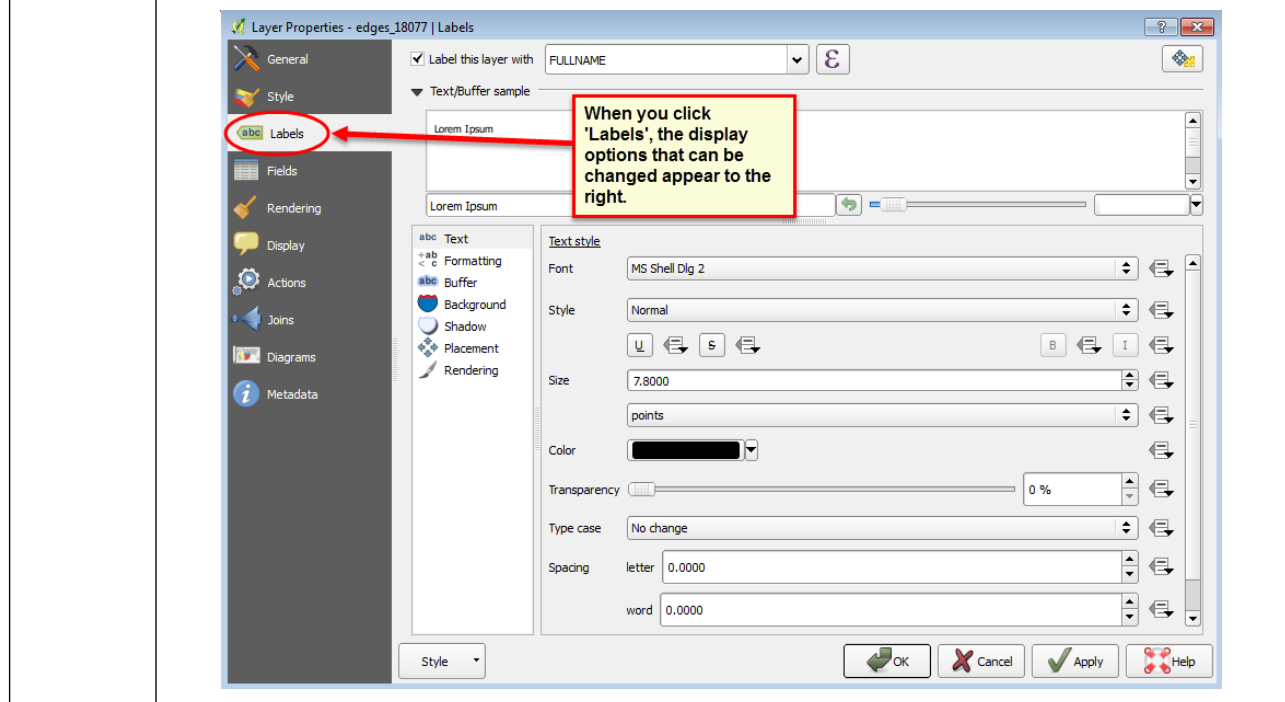 Layer Properties - edges_18077 | Labels
General
Style
abc Labels
Fields
Rendering
Display
Actions
Joins
Diagrams
Metadata
Label this layer with FULLNAME ε
Text/Buffer sample
Lorem Ipsum
When you click
'Labels', the display
options that can be
changed appear to the
right.
Lorem Ipsum
abc Text
+ab
< c Formatting
abc Buffer
Background
Shadow
Placement
Rendering
Text style
Font MS Shell Dlg 2
Style Normal
U S B I
Size 7.8000
points
Color
Transparency 0 %
Type case No change
Spacing letter 0.0000
word 0.0000
Style OK Cancel Apply Help